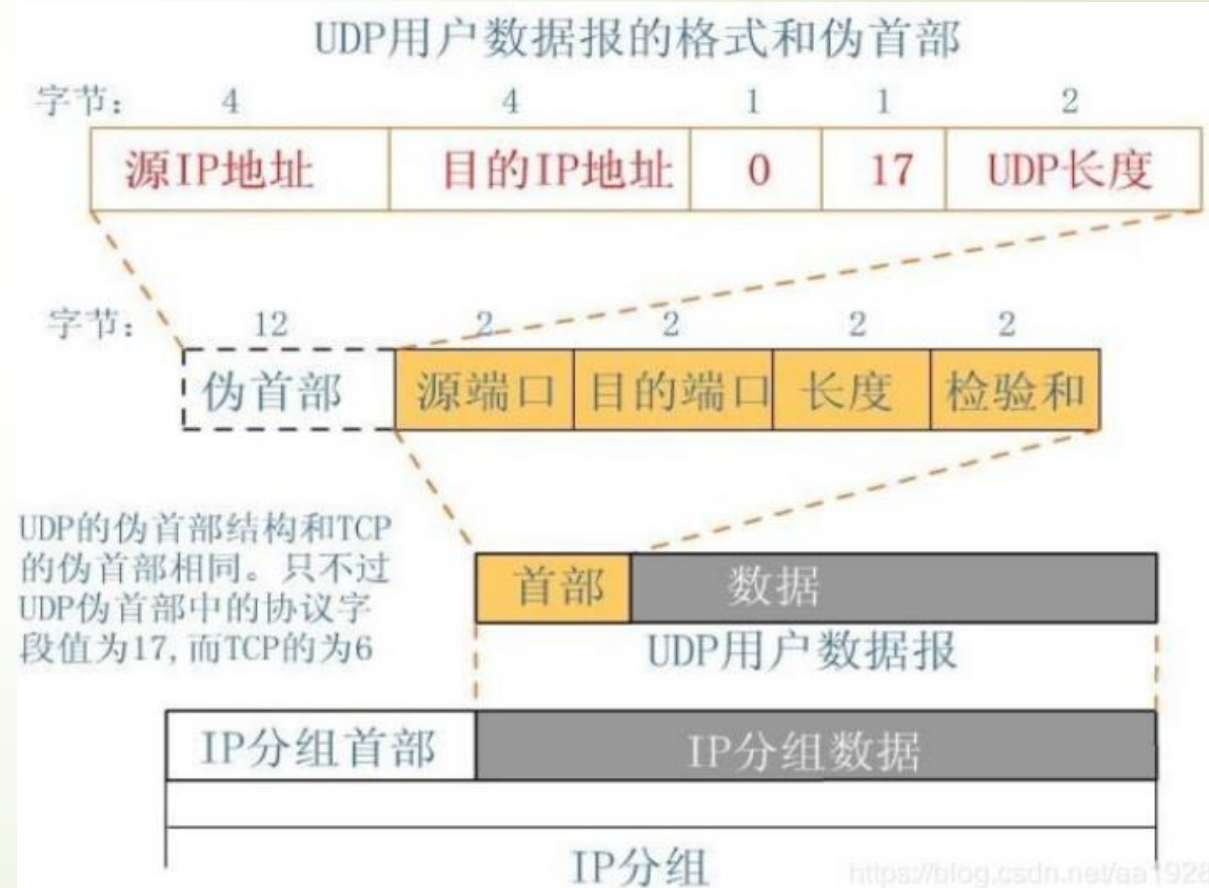 UDP用户数据报的格式和伪首部
字节： 4 4 1 1 2
源IP地址 目的IP地址 0 17 UDP长度
字节： 12 2 2 2 2
伪首部 源端口 目的端口 长度 检验和
UDP的伪首部结构和TCP
的伪首部相同。只不过
UDP伪首部中的协议字
段值为17,而TCP的为6
首部 数据
UDP用户数据报
IP分组首部 IP分组数据
IP分组
https://blog.csdn.net/aa1928